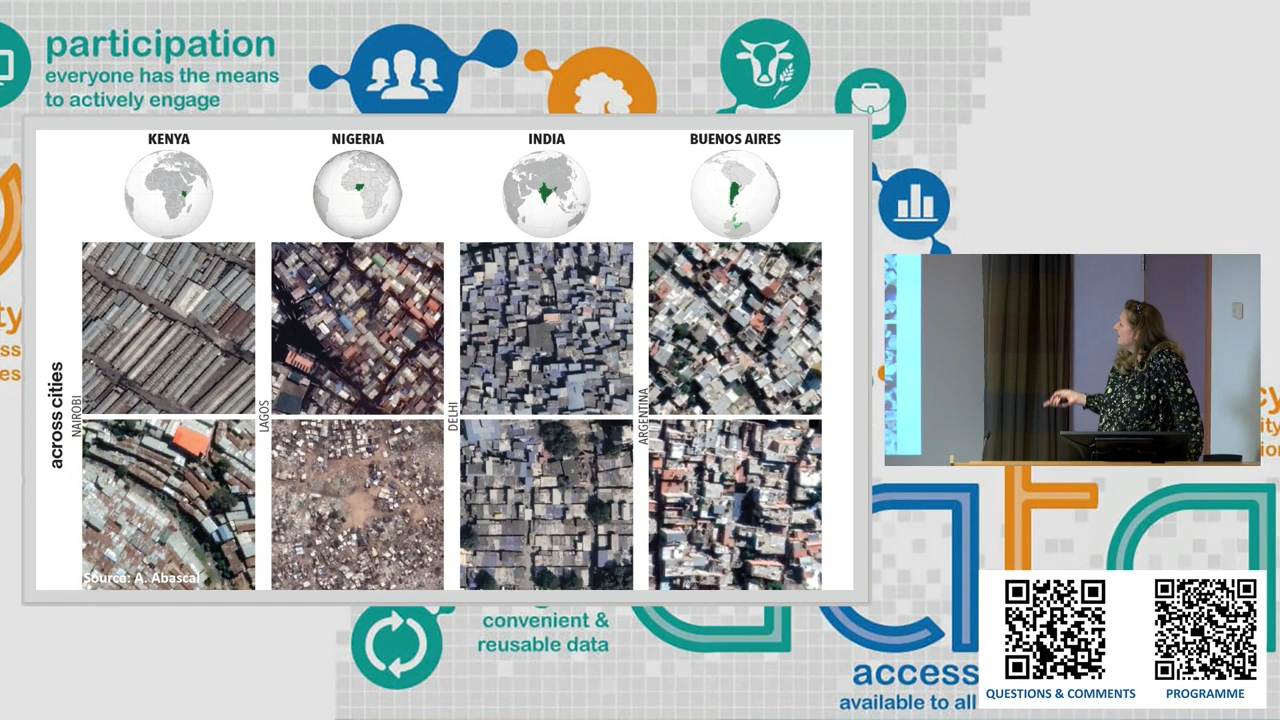 participation
everyone has the means
to actively engage
KENYA
NIGERIA
INDIA
BUENOS AIRES
across cities
NAIROBI
LAGOS
DELHI
ARGENTINA
Source: A. Abascal
convenient &
reusable data
access
available to all
QUESTIONS & COMMENTS
PROGRAMME